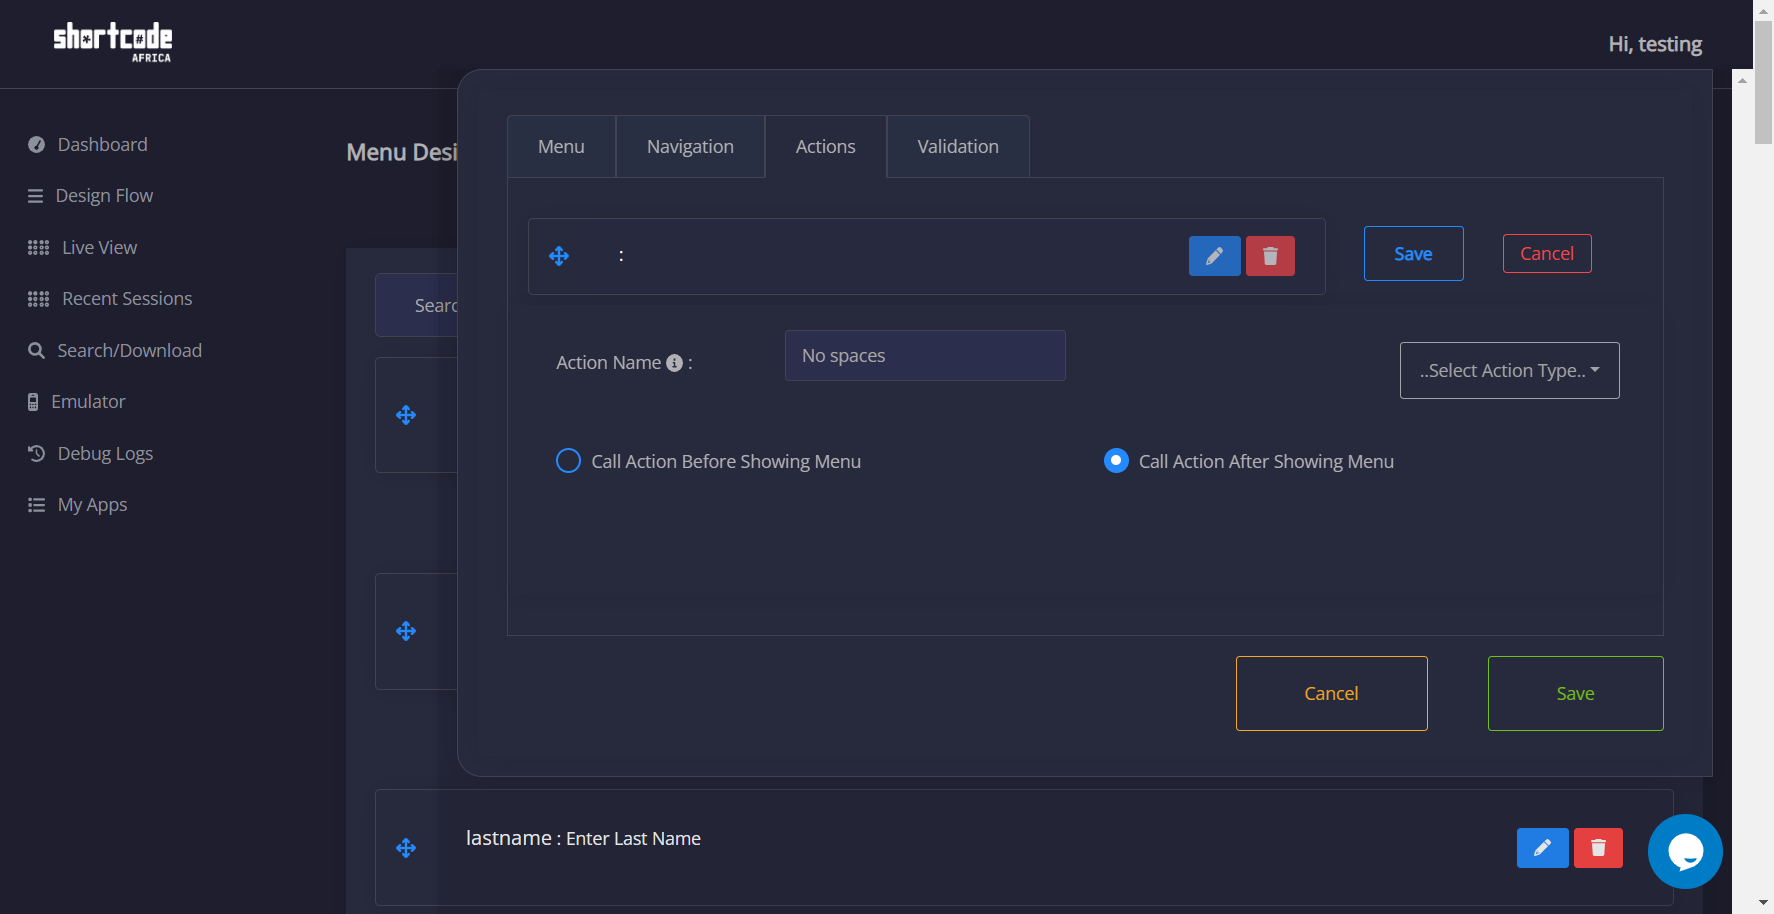 shortcode
AFRICA
Hi, testing
Dashboard
Design Flow
Live View
Recent Sessions
Search/Download
Emulator
Debug Logs
My Apps
Menu Desi
Searc
Menu
Navigation
Actions
Validation
:
Save
Cancel
Action Name :
No spaces
..Select Action Type..
Call Action Before Showing Menu
Call Action After Showing Menu
Cancel
Save
lastname : Enter Last Name